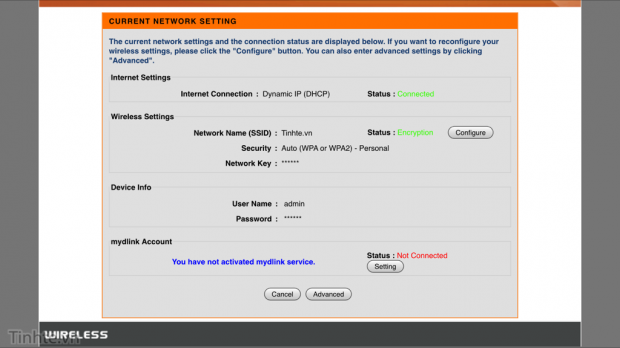 CURRENT NETWORK SETTING
The current network settings and the connection status are displayed below. If you want to reconfigure your
wireless settings, please click the "Configure" button. You can also enter advanced settings by clicking
"Advanced".
Internet Settings
Internet Connection : Dynamic IP (DHCP) Status : Connected
Wireless Settings
Network Name (SSID) : Tinhte.vn Status : Encryption Configure
Security : Auto (WPA or WPA2) - Personal
Network Key : ******
Device Info
User Name : admin
Password : ******
mydlink Account
You have not activated mydlink service. Status : Not Connected
Setting
Cancel Advanced
Tinhte.vn
WIRELESS